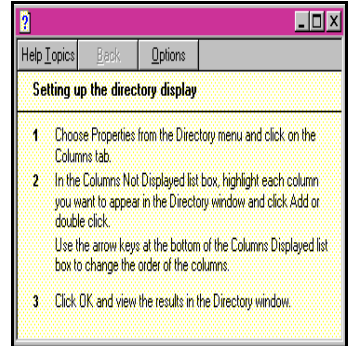 ?
Help Topics Back Options
Setting up the directory display
1 Choose Properties from the Directory menu and click on the
Columns tab.
2 In the Columns Not Displayed list box, highlight each column
you want to appear in the Directory window and click Add or
double click.
Use the arrow keys at the bottom of the Columns Displayed list
box to change the order of the columns.
3 Click OK and view the results in the Directory window.